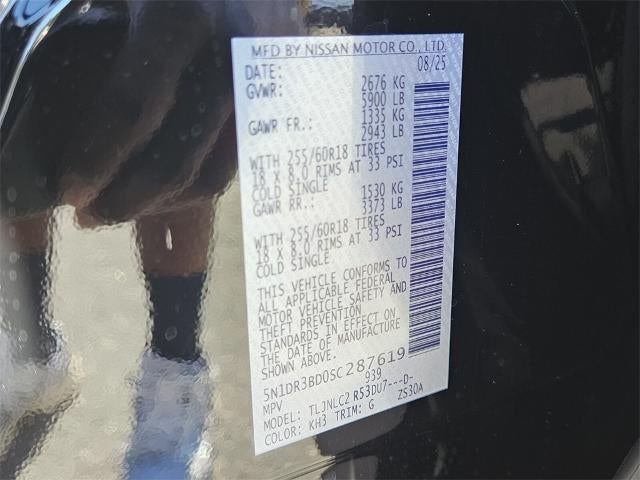 MFD BY NISSAN MOTOR CO., LTD.
DATE: 08/25
GVWR: 2676 KG
5900 LB
GAWR FR.: 1335 KG
2943 LB
WITH 255/60R18 TIRES
18 X 8.0 RIMS AT 33 PSI
COLD SINGLE
GAWR RR.: 1530 KG
3373 LB
WITH 255/60R18 TIRES
18 X 8.0 RIMS AT 33 PSI
COLD SINGLE
THIS VEHICLE CONFORMS TO
ALL APPLICABLE FEDERAL
MOTOR VEHICLE SAFETY AND
THEFT PREVENTION
STANDARDS IN EFFECT ON
THE DATE OF MANUFACTURE
SHOWN ABOVE.
5N1DR3BD0SC287619
MPV 939
MODEL: TLJNLC2 R53DU7---D-
COLOR: KH3 TRIM: G ZS30A